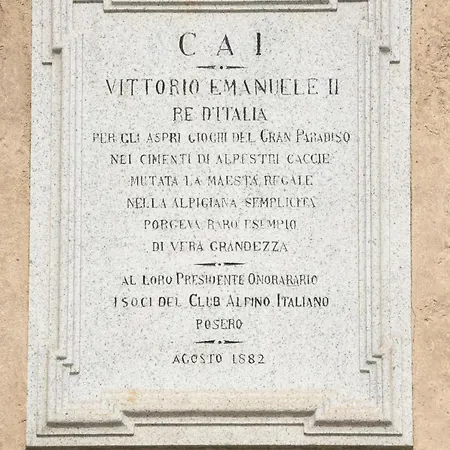 CAI
VITTORIO EMANUELE II
RE D'ITALIA
PER GLI ASPRI GIOGHI DEL GRAN PARADISO
NEI CIMENTI DI ALPESTRI CACCIE
MUTATA LA MAESTÀ REGALE
NELLA ALPIGIANA SEMPLICITÀ
PORGEVA RARO ESEMPIO
DI VERA GRANDEZZA
AL LORO PRESIDENTE ONORARARIO
I SOCI DEL CLUB ALPINO ITALIANO
POSERO
AGOSTO 1882